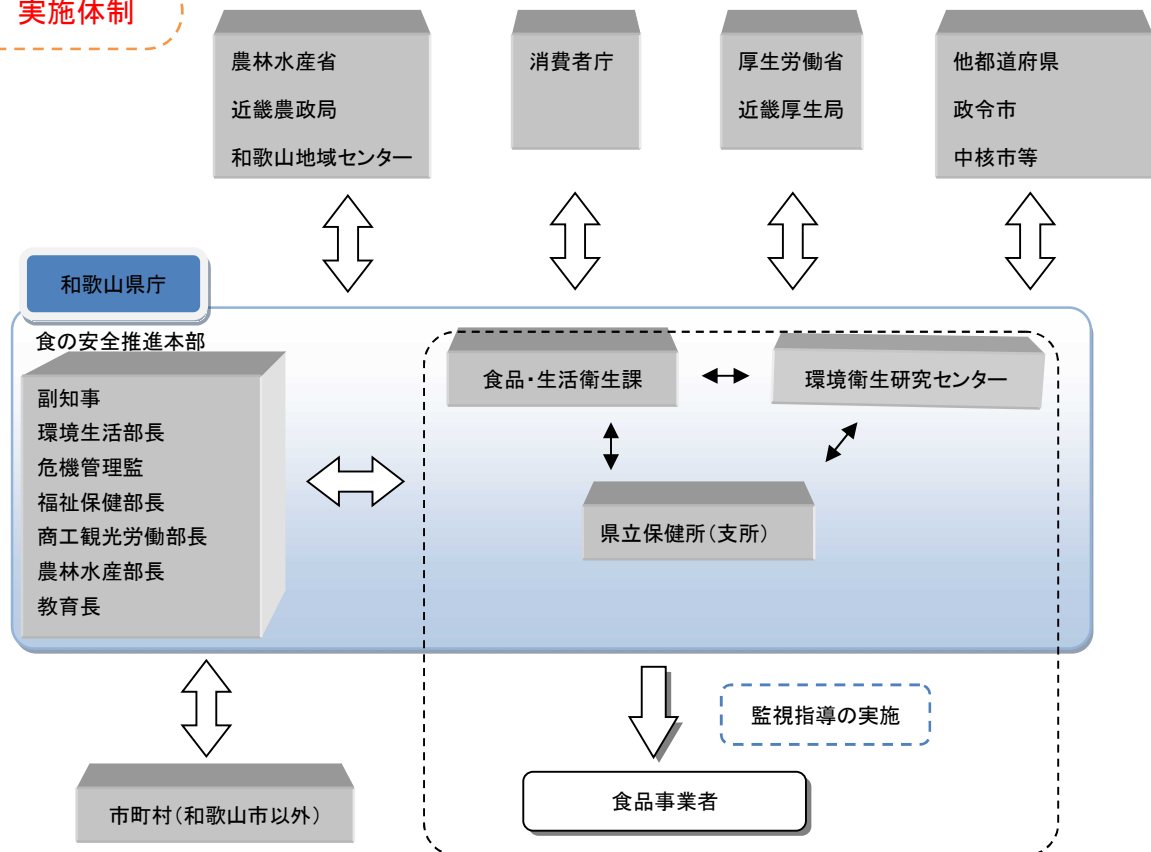 実施体制
農林水産省
近畿農政局
和歌山地域センター
消費者庁
厚生労働省
近畿厚生局
他都道府県
政令市
中核市等
和歌山県庁
食の安全推進本部
副知事
環境生活部長
危機管理監
福祉保健部長
商工観光労働部長
農林水産部長
教育長
食品・生活衛生課
環境衛生研究センター
県立保健所(支所)
監視指導の実施
食品事業者
市町村(和歌山市以外)